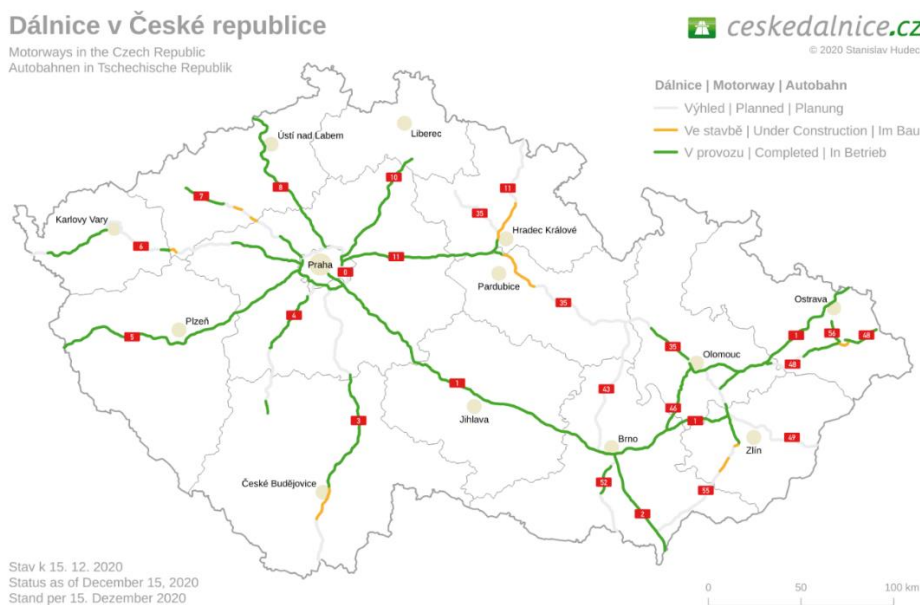 Dálnice v České republice
Motorways in the Czech Republic
Autobahnen in Tschechische Republik
ceskedalnice.cz
© 2020 Stanislav Hudec
Dálnice | Motorway | Autobahn
Výhled | Planned | Planung
Ve stavbě | Under Construction | Im Bau
V provozu | Completed | In Betrieb
Ústí nad Labem
Liberec
10
11
8
7
35
Karlovy Vary
6
Hradec Králové
11
Praha
0
Pardubice
35
Ostrava
4
Plzeň
5
1
56
48
35
Olomouc
48
1
43
3
Jihlava
46
1
49
Brno
Zlín
České Budějovice
52
55
2
Stav k 15. 12. 2020
Status as of December 15, 2020
Stand per 15. Dezember 2020
0 50 100 km